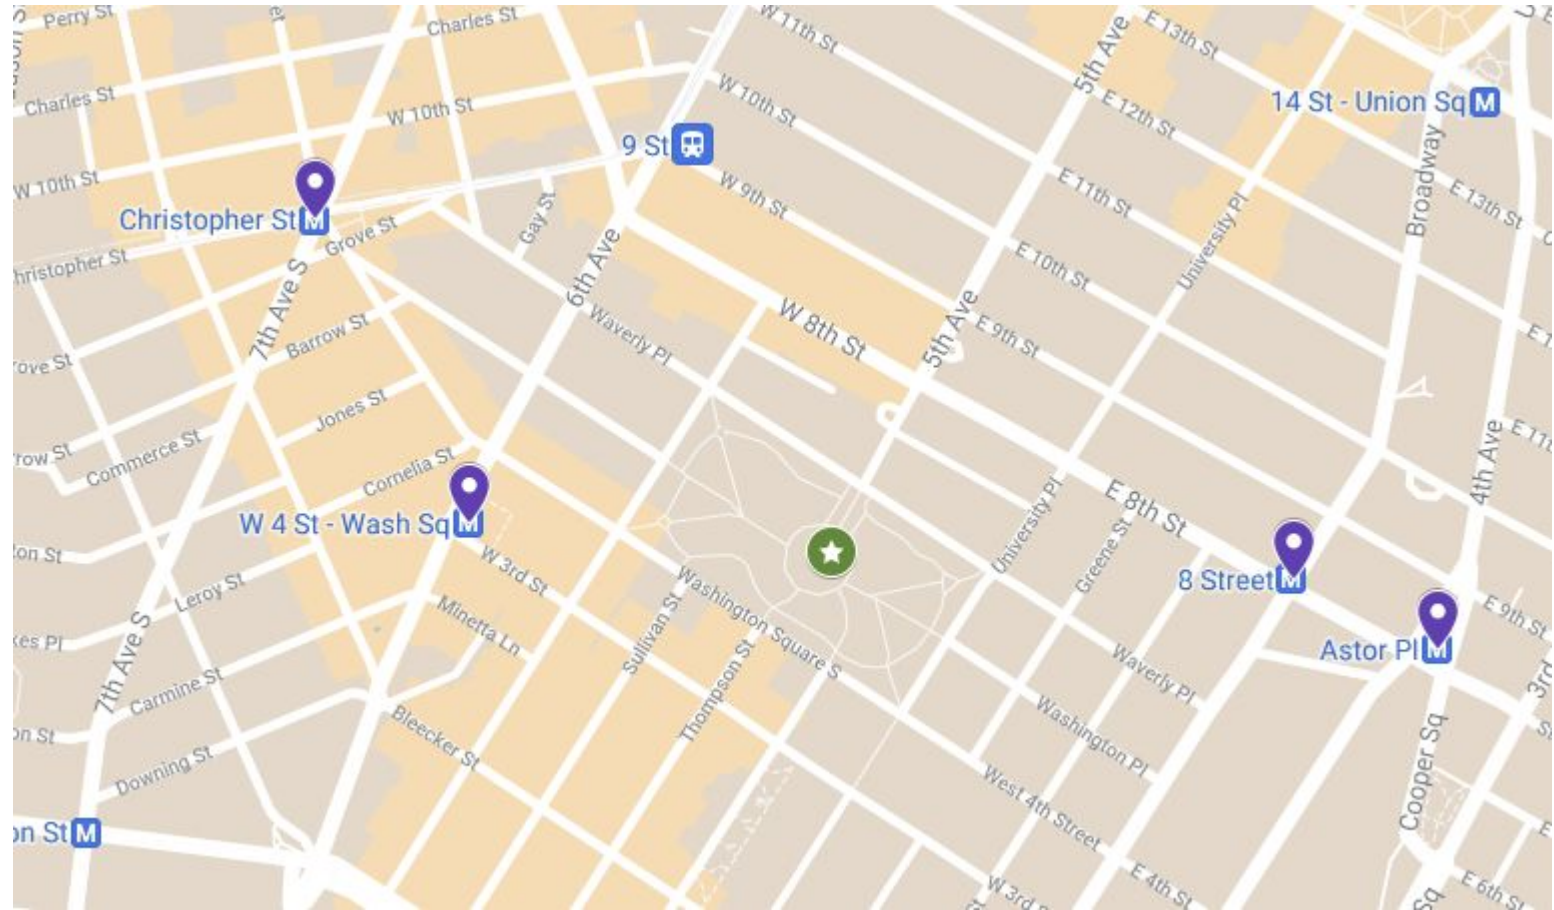 Perry St
Charles St
W 11th St
5th Ave
E 13th St
Charles St
W 10th St
W 10th St
E 12th St
14 St - Union Sq
M
Broadway
9 St
W 10th St
W 9th St
E 11th St
University Pl
E 13th St
Christopher St
M
Grove St
Gay St
6th Ave
E 10th St
7th Ave S
Barrow St
Waverly Pl
W 8th St
5th Ave
E 9th St
Jones St
Commerce St
Cornelia St
4th Ave
W 4 St - Wash Sq
M
University Pl
Greene St
E 8th St
W 3rd St
Leroy St
Minetta Ln
Washington Square S
8 Street
M
E 9th St
Sullivan St
Thompson St
Astor Pl
M
7th Ave S
Carmine St
Waverly Pl
Washington Pl
Bleecker St
Downing St
West 4th Street
Cooper Sq
M
E 4th St
W 3rd
E 6th St